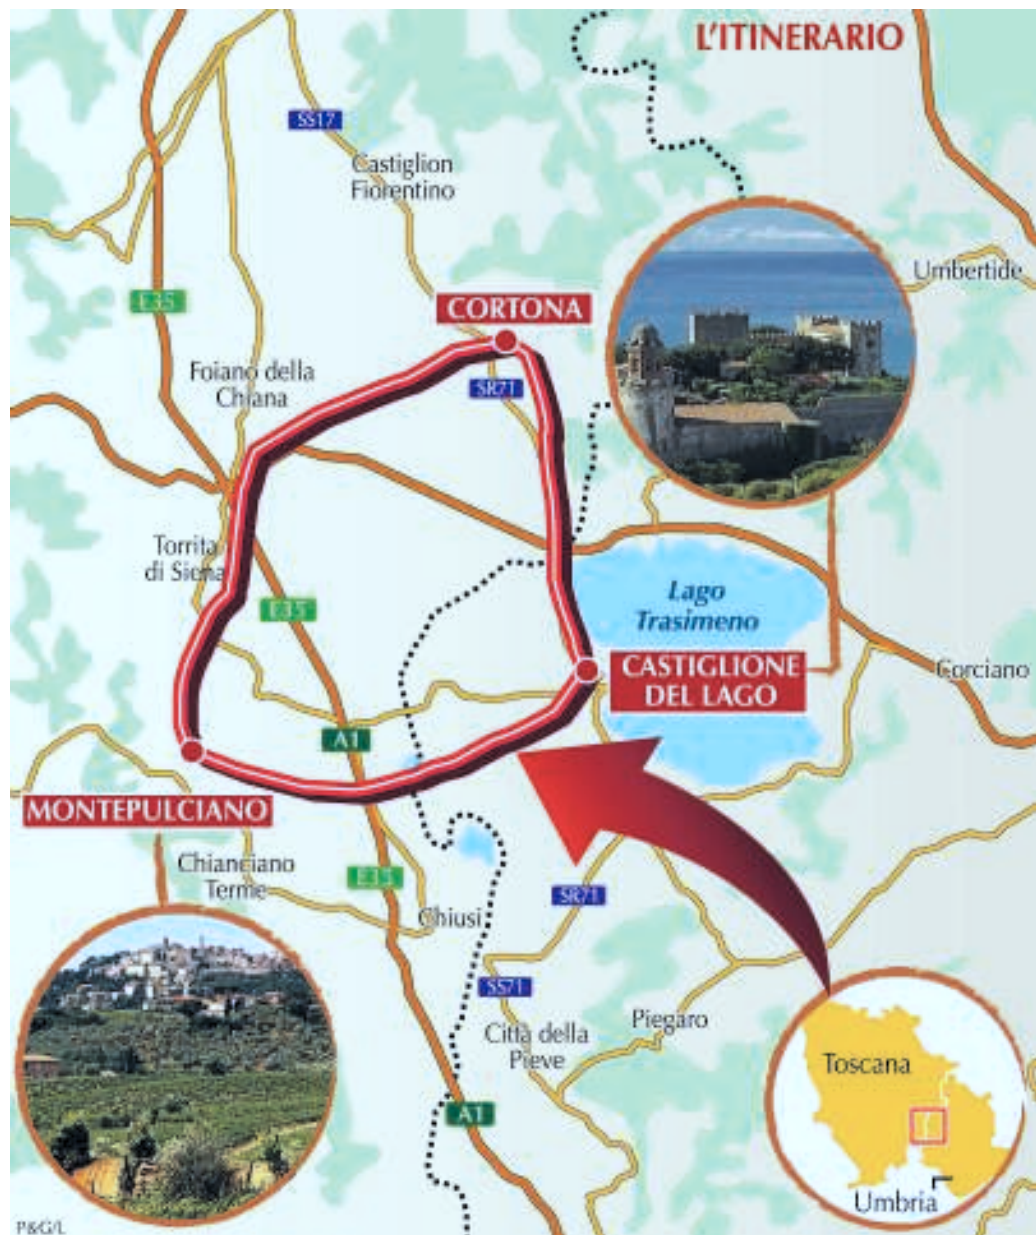 L'ITINERARIO
SS17
Castiglion
Fiorentino
Umbertide
E35
CORTONA
Foiano della
Chiana
SR71
Torrita
di Siena
Lago
Trasimeno
E35
CASTIGLIONE
DEL LAGO
Corciano
A1
MONTEPULCIANO
Chianciano
Terme
E35
SR71
Chiusi
SS71
Città della
Pieve
Piegaro
Toscana
A1
Umbria
P&G/L